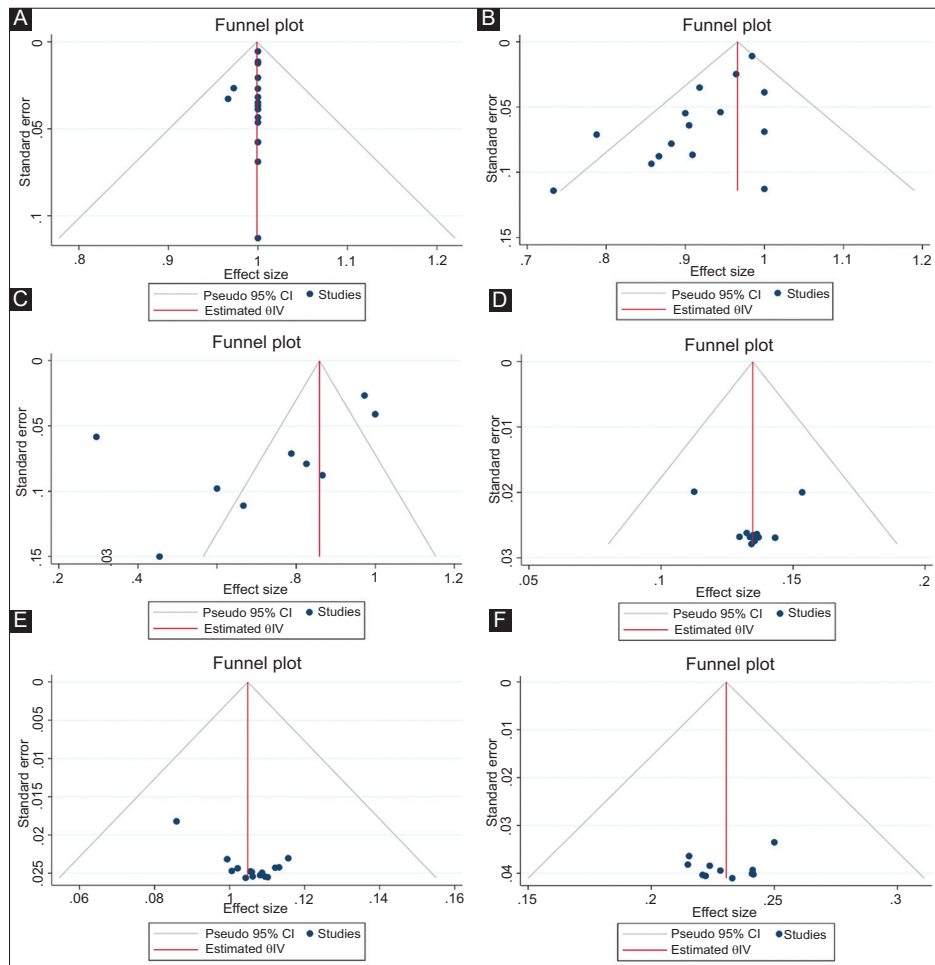 A
Funnel plot
0
.05
.1
Standard error
.8 .9 1 1.1 1.2
Effect size
Pseudo 95% CI Studies
Estimated θIV
B
Funnel plot
0
.05
.1
.15
Standard error
.7 .8 .9 1 1.1 1.2
Effect size
Pseudo 95% CI Studies
Estimated θIV
C
Funnel plot
0
.05
.1
.15
Standard error
.03
.2 .4 .6 .8 1 1.2
Effect size
Pseudo 95% CI Studies
Estimated θIV
D
Funnel plot
0
.01
.02
.03
Standard error
.05 .1 .15 .2
Effect size
Pseudo 95% CI Studies
Estimated θIV
E
Funnel plot
0
.005
.01
.015
.02
.025
Standard error
.06 .08 .1 .12 .14 .16
Effect size
Pseudo 95% CI Studies
Estimated θIV
F
Funnel plot
0
.01
.02
.03
.04
Standard error
.15 .2 .25 .3
Effect size
Pseudo 95% CI Studies
Estimated θIV